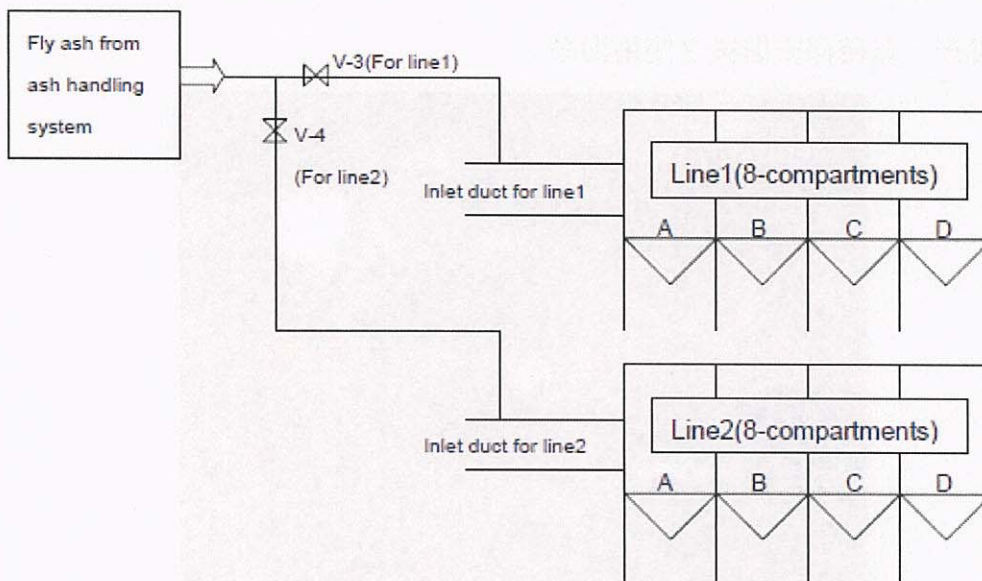 Fly ash from
ash handling
system
V-3(For line1)
V-4
(For line2)
Inlet duct for line1
Line1(8-compartments)
A B C D
Inlet duct for line2
Line2(8-compartments)
A B C D